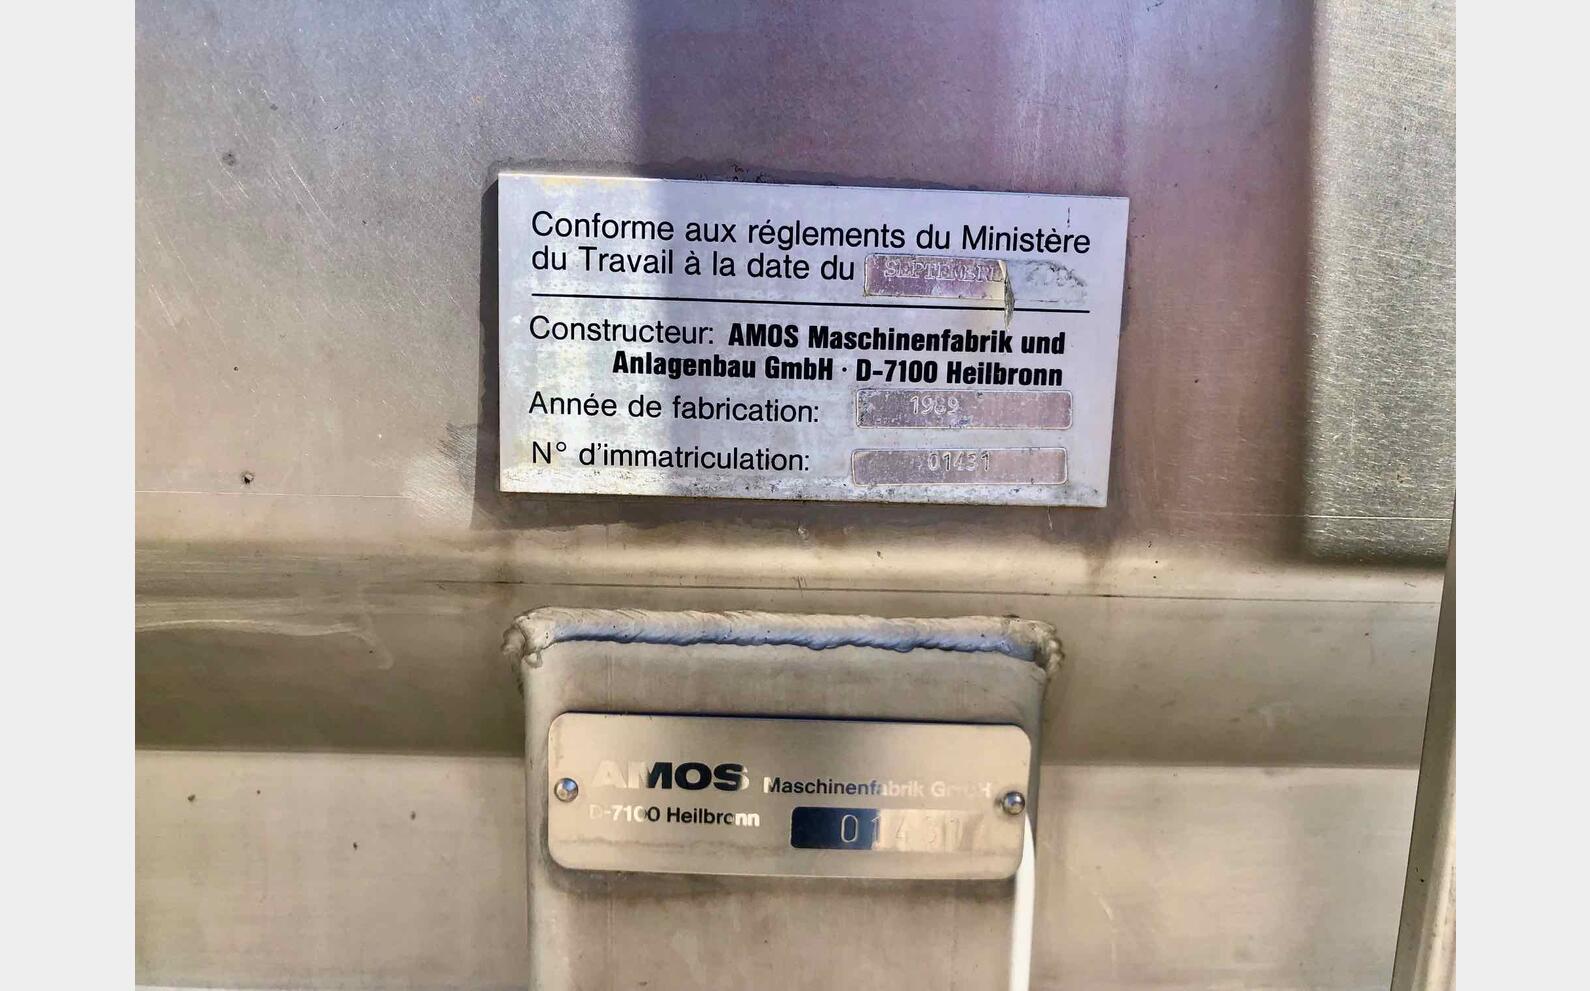 Conforme aux réglements du Ministère
du Travail à la date du SEPTEMBRE
Constructeur: AMOS Maschinenfabrik und
Anlagenbau GmbH · D-7100 Heilbronn
Année de fabrication: 1989
N° d'immatriculation: 01431
AMOS Maschinenfabrik GmbH
D-7100 Heilbronn